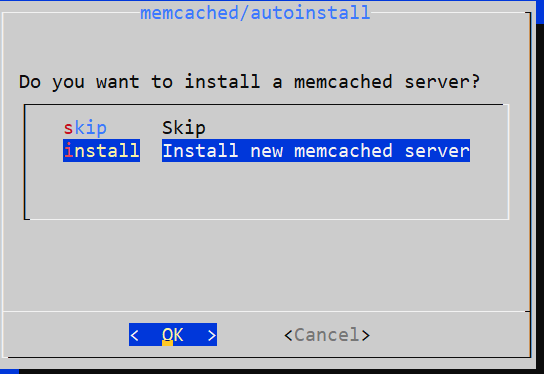 memcached/autoinstall
Do you want to install a memcached server?
skip Skip
install Install new memcached server
< OK > <Cancel>